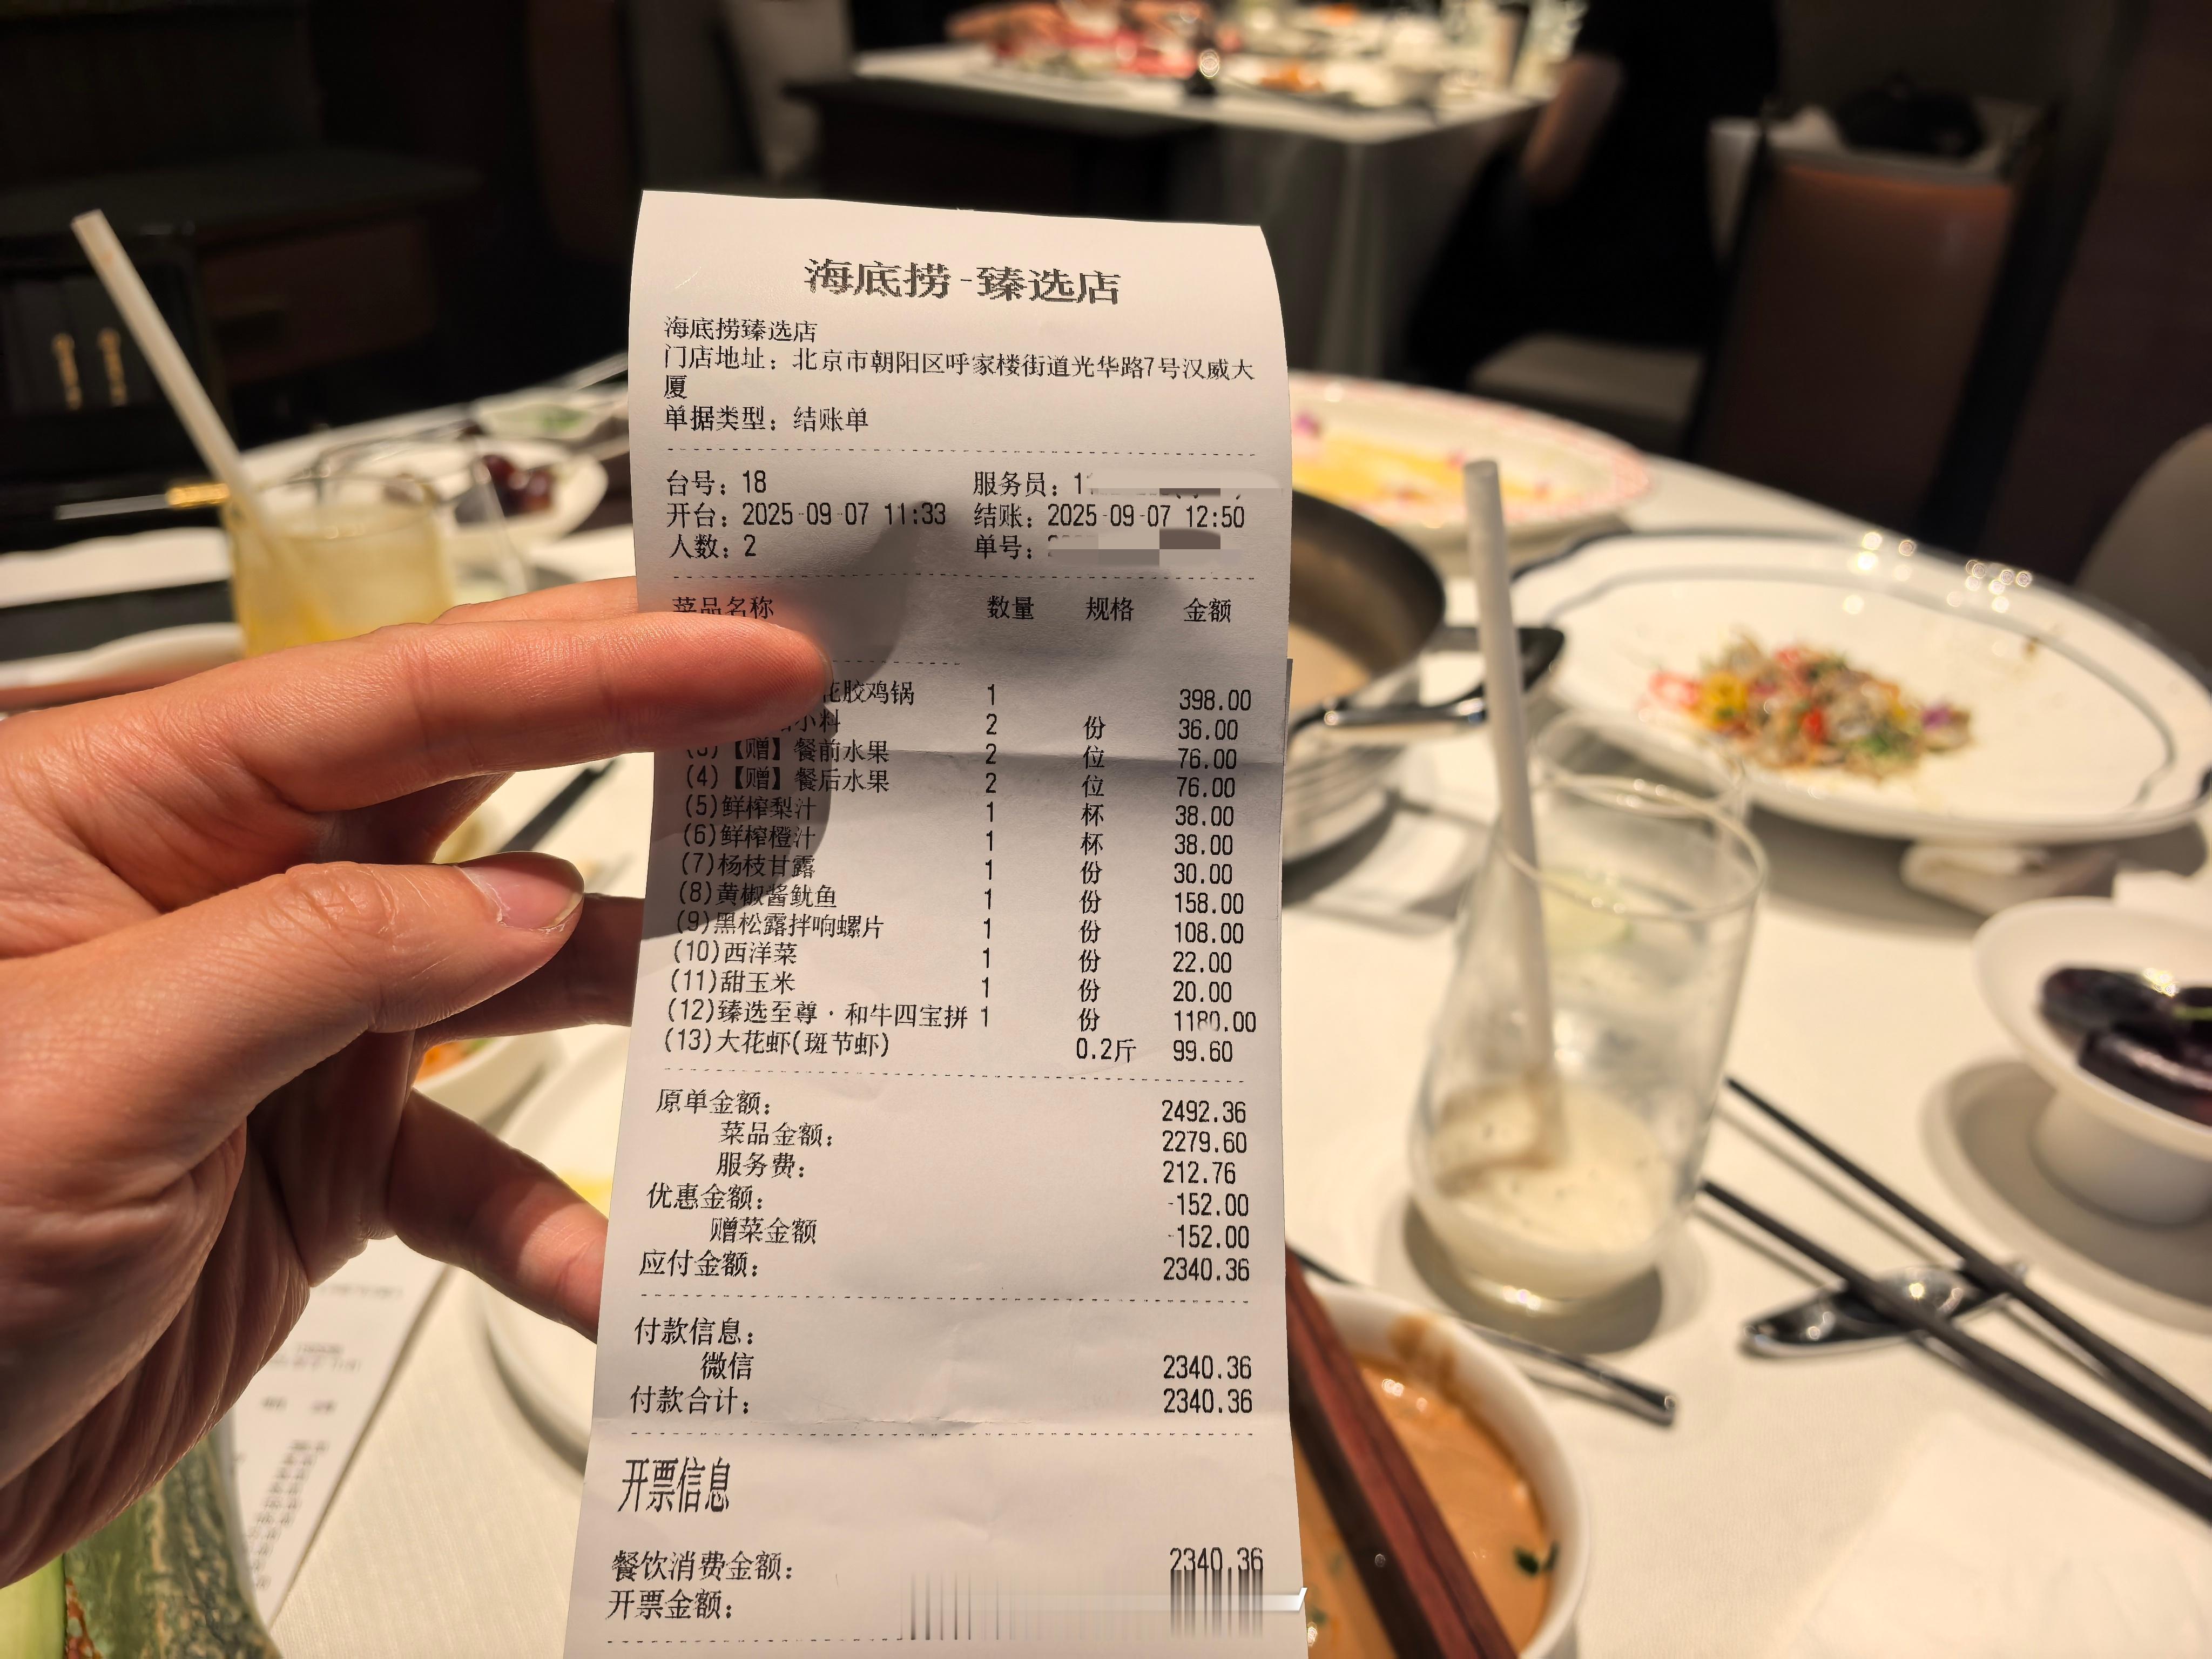 海底捞-臻选店
海底捞臻选店
门店地址：北京市朝阳区呼家楼街道光华路7号汉威大
厦
单据类型：结账单
台号：18 服务员：1
开台：2025-09-07 11:33 结账：2025-09-07 12:50
人数：2 单号：
菜品名称 数量 规格 金额
花胶鸡锅 1 398.00
小料 2 份 36.00
(3)【赠】餐前水果 2 位 76.00
(4)【赠】餐后水果 2 位 76.00
(5)鲜榨梨汁 1 杯 38.00
(6)鲜榨橙汁 1 杯 38.00
(7)杨枝甘露 1 份 30.00
(8)黄椒酱鱿鱼 1 份 158.00
(9)黑松露拌响螺片 1 份 108.00
(10)西洋菜 1 份 22.00
(11)甜玉米 1 份 20.00
(12)臻选至尊·和牛四宝拼 1 份 1180.00
(13)大花虾(斑节虾) 0.2斤 99.60
原单金额： 2492.36
菜品金额： 2279.60
服务费： 212.76
优惠金额： -152.00
赠菜金额 -152.00
应付金额： 2340.36
付款信息：
微信 2340.36
付款合计： 2340.36
开票信息
餐饮消费金额： 2340.36
开票金额：